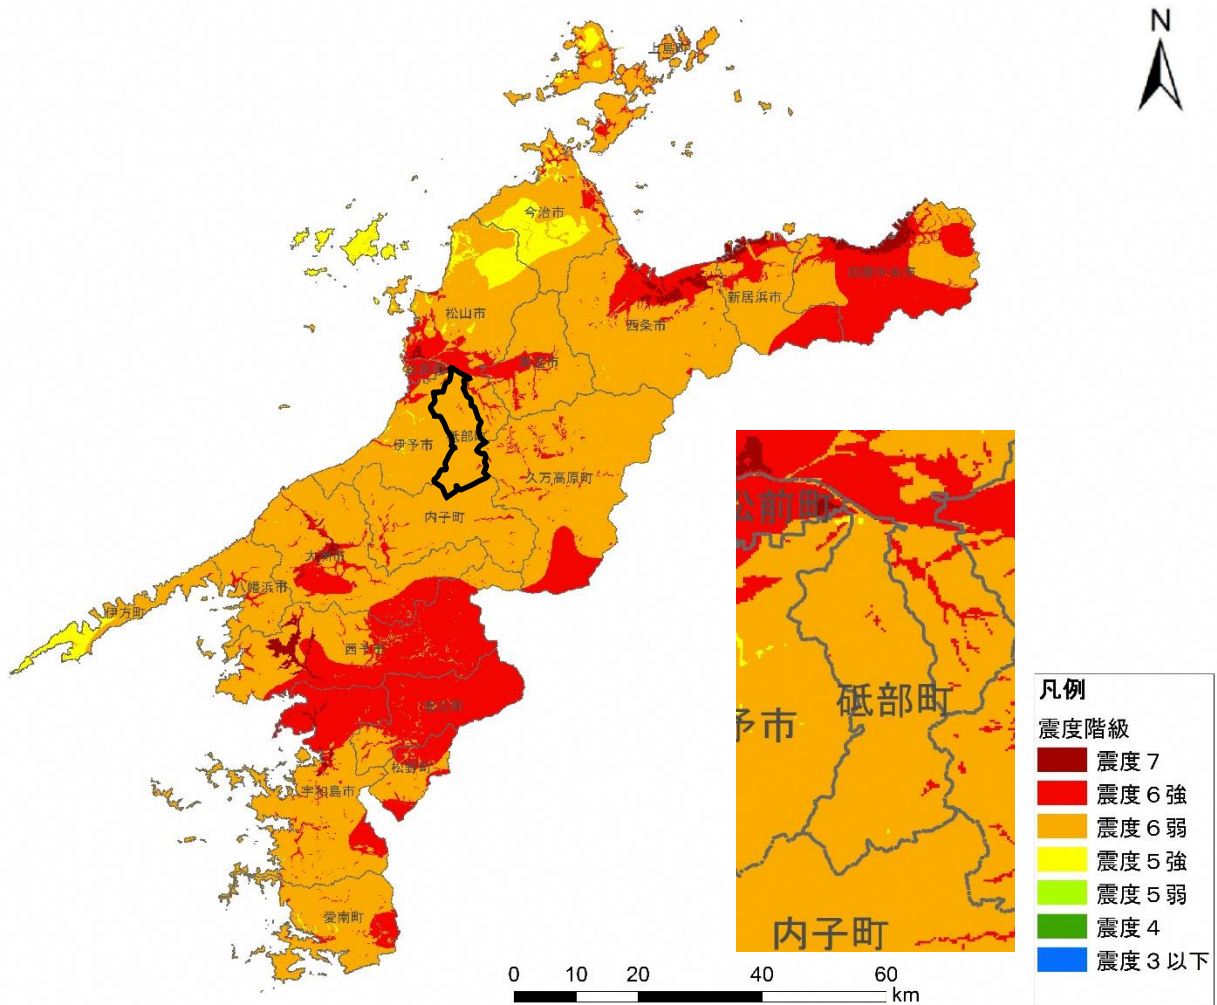 N
上島町
今治市
四国中央市
新居浜市
西条市
松山市
東温市
砥部町
伊予市
久万高原町
内子町
大洲市
八幡浜市
伊方町
西予市
鬼北町
松野町
宇和島市
愛南町
松前町
予市
砥部町
内子町
凡例
震度階級
震度7
震度6強
震度6弱
震度5強
震度5弱
震度4
震度3以下
0 10 20 40 60
km